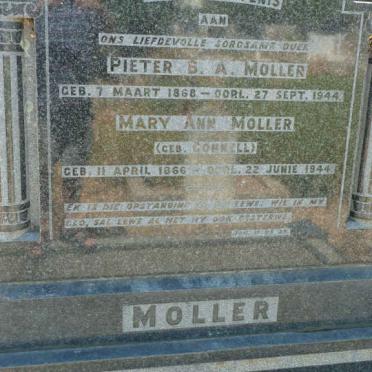 AAN
ONS LIEFDEVOLLE SORGSAME OUERS
PIETER B. A. MOLLER
GEB. 7 MAART 1868 — OORL. 27 SEPT. 1944
MARY ANN MOLLER
(GEB. CONNELL)
GEB. 11 APRIL 1866 — OORL. 22 JUNIE 1944
EK IS DIE OPSTANDING EN DIE LEWE: WIE IN MY
GLO, SAL LEWE AL HET HY OOK GESTERWE.
MOLLER